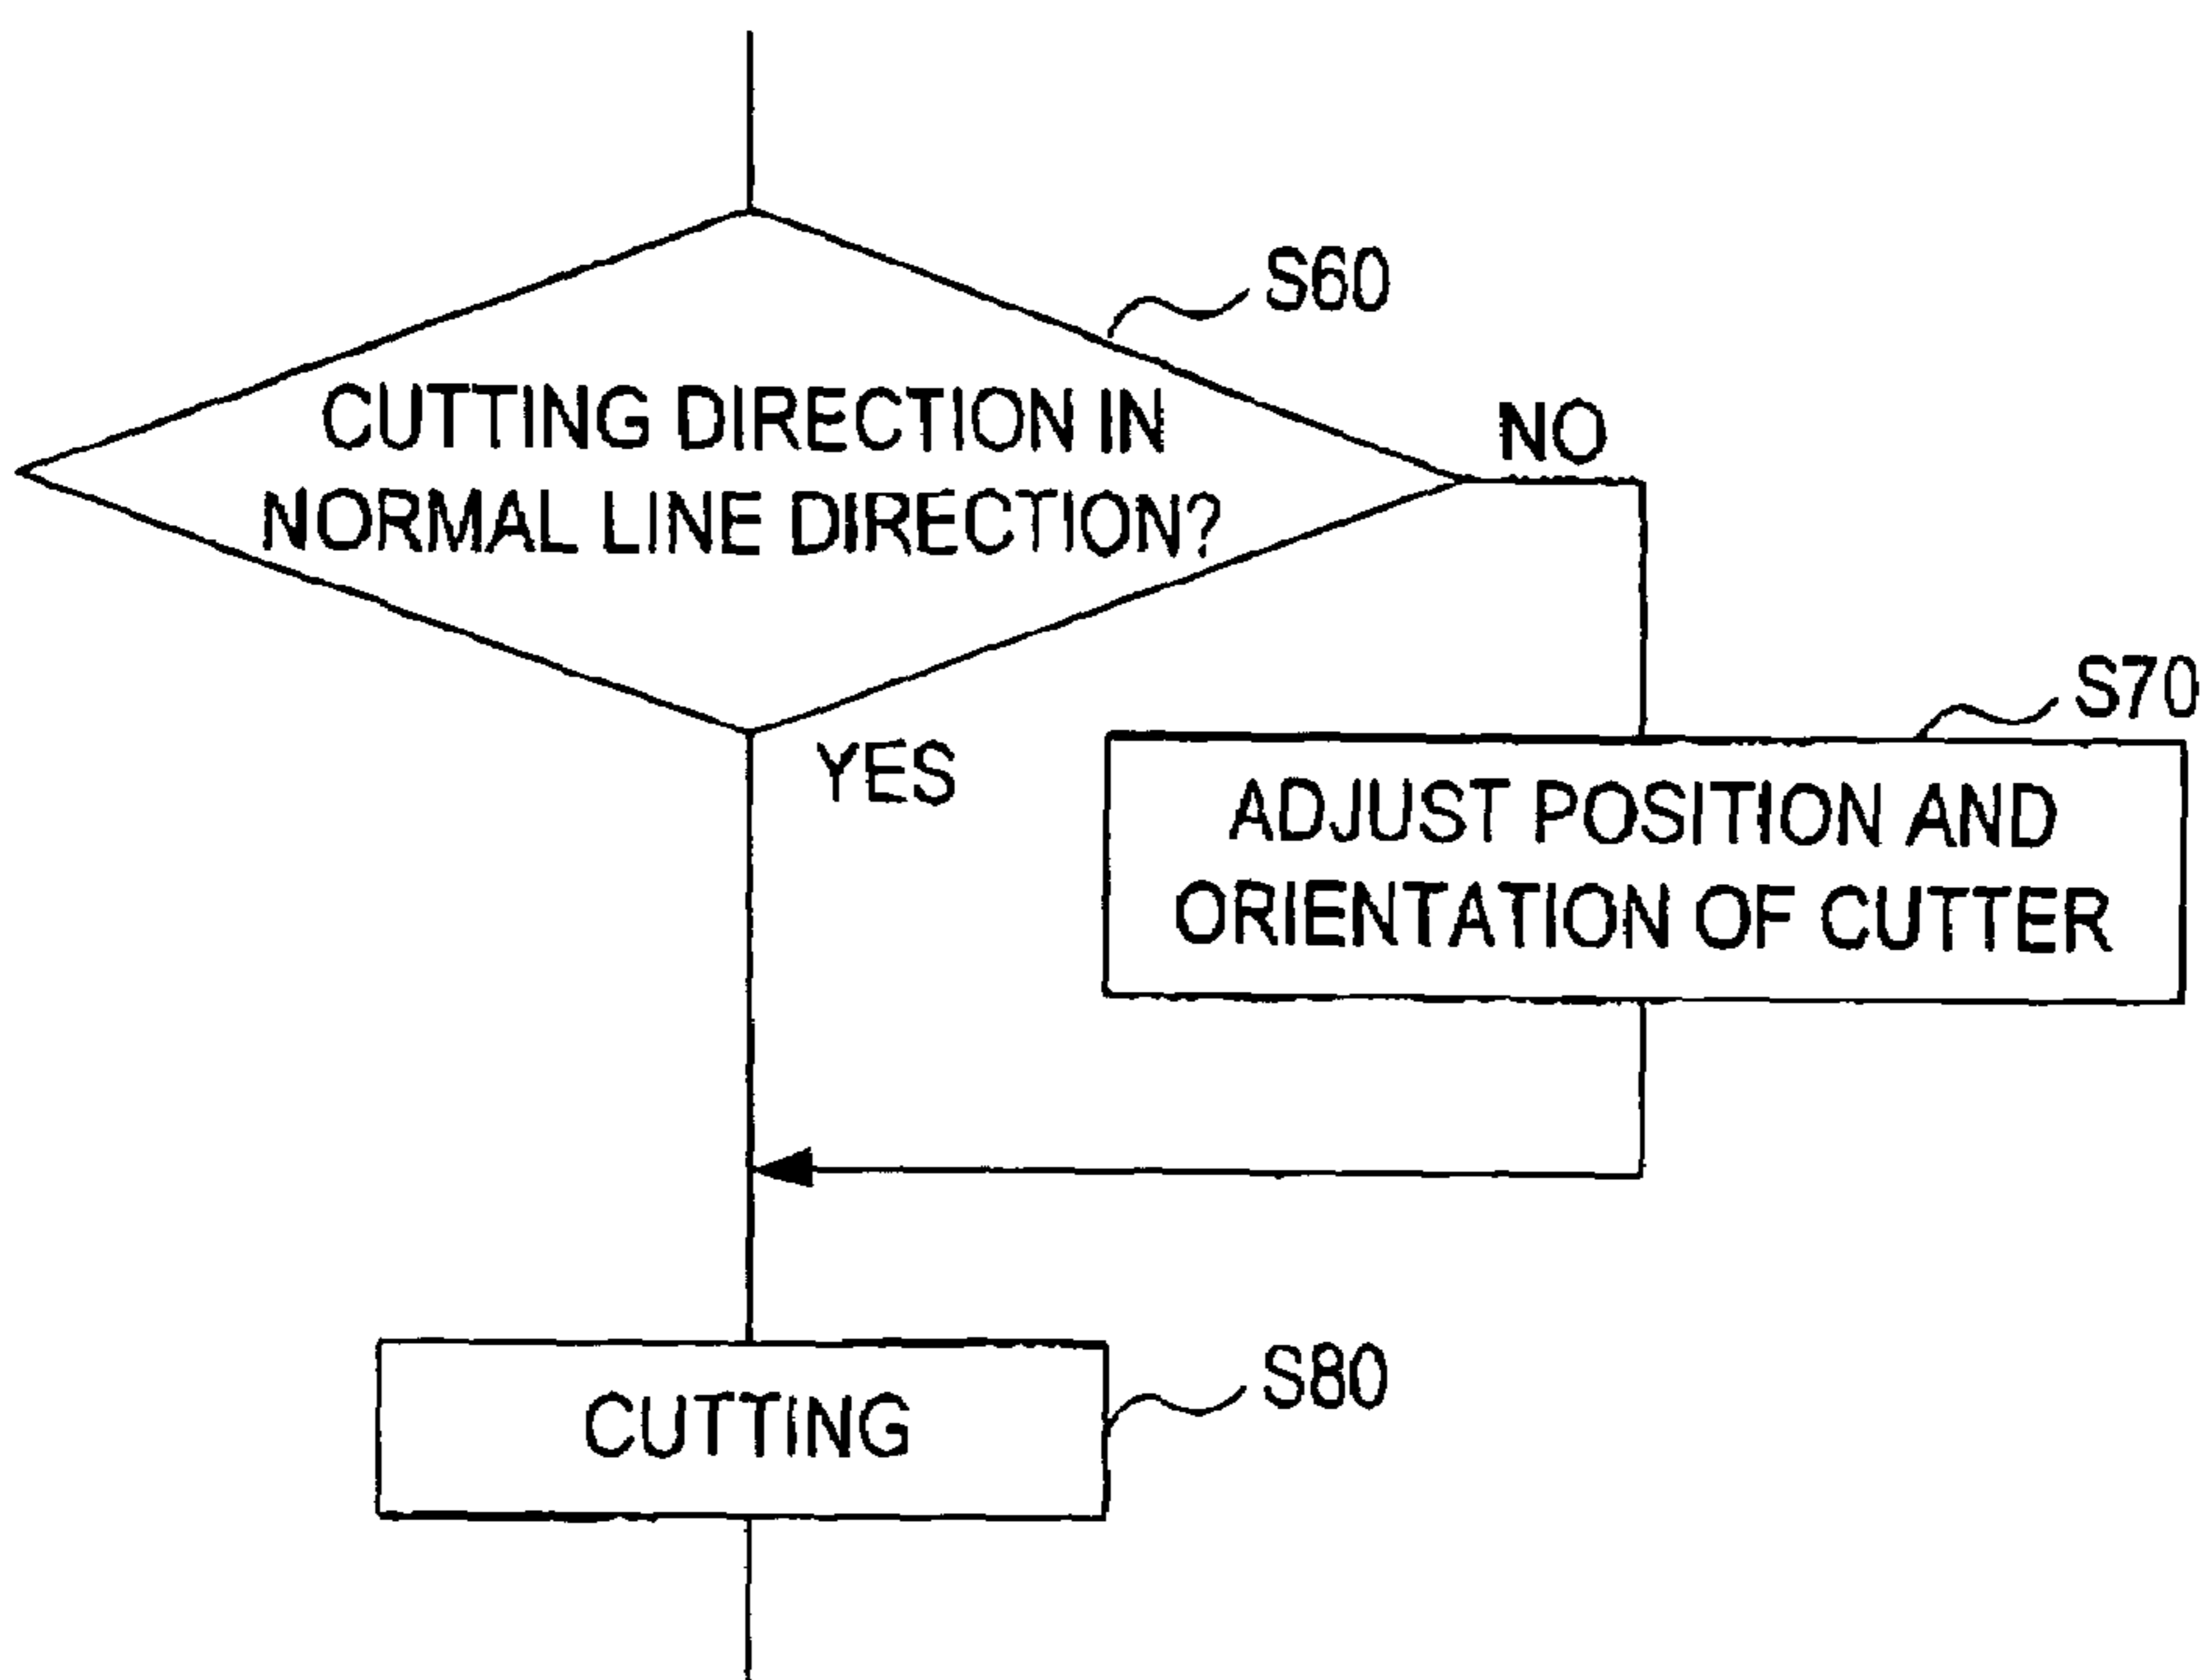 S60
CUTTING DIRECTION IN
NORMAL LINE DIRECTION?
NO
YES
S70
ADJUST POSITION AND
ORIENTATION OF CUTTER
CUTTING
S80